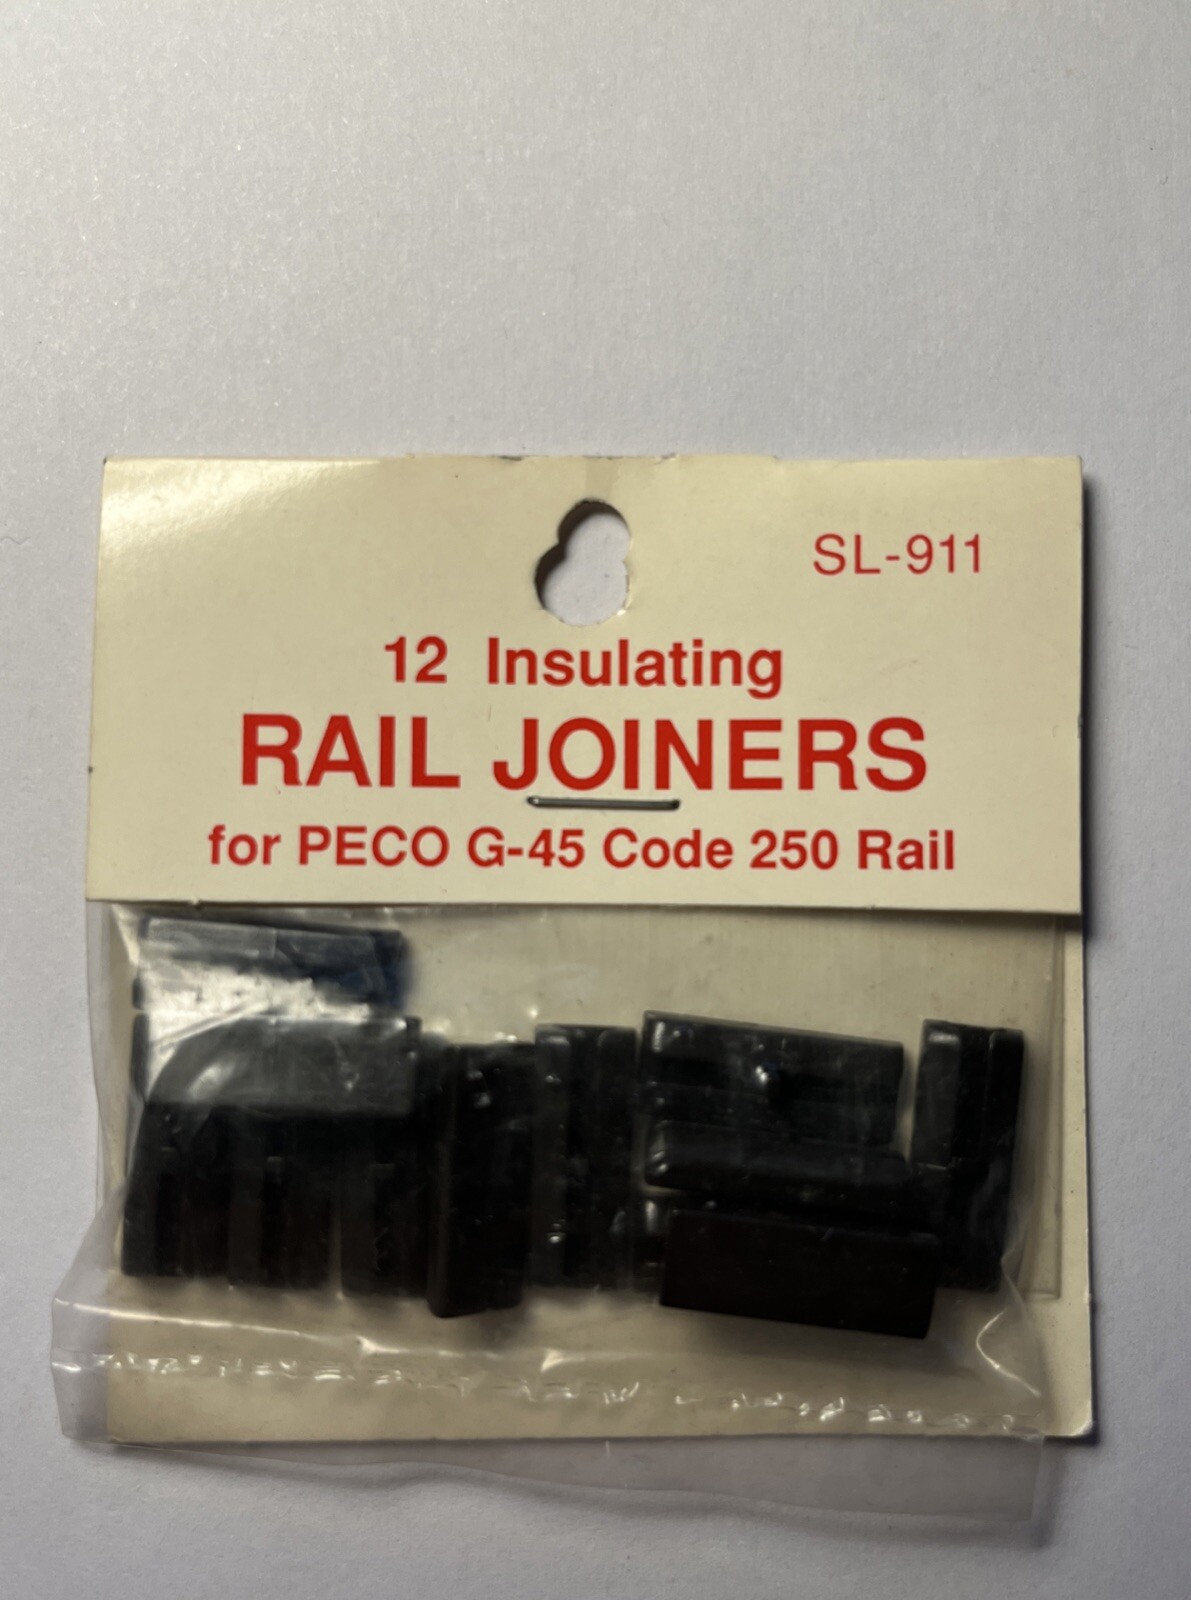 SL-911
12 Insulating
RAIL JOINERS
for PECO G-45 Code 250 Rail